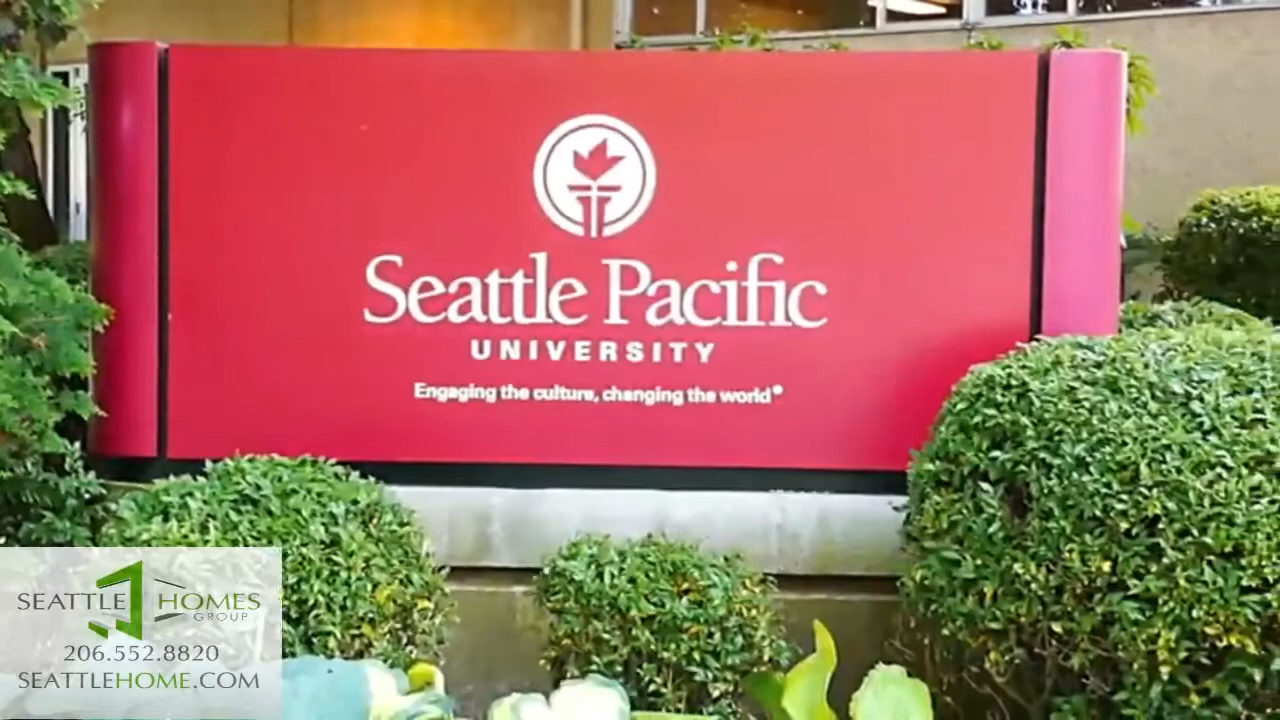 Seattle Pacific
UNIVERSITY
Engaging the culture, changing the world®
SEATTLE HOMES
GROUP
206.552.8820
SEATTLEHOME.COM